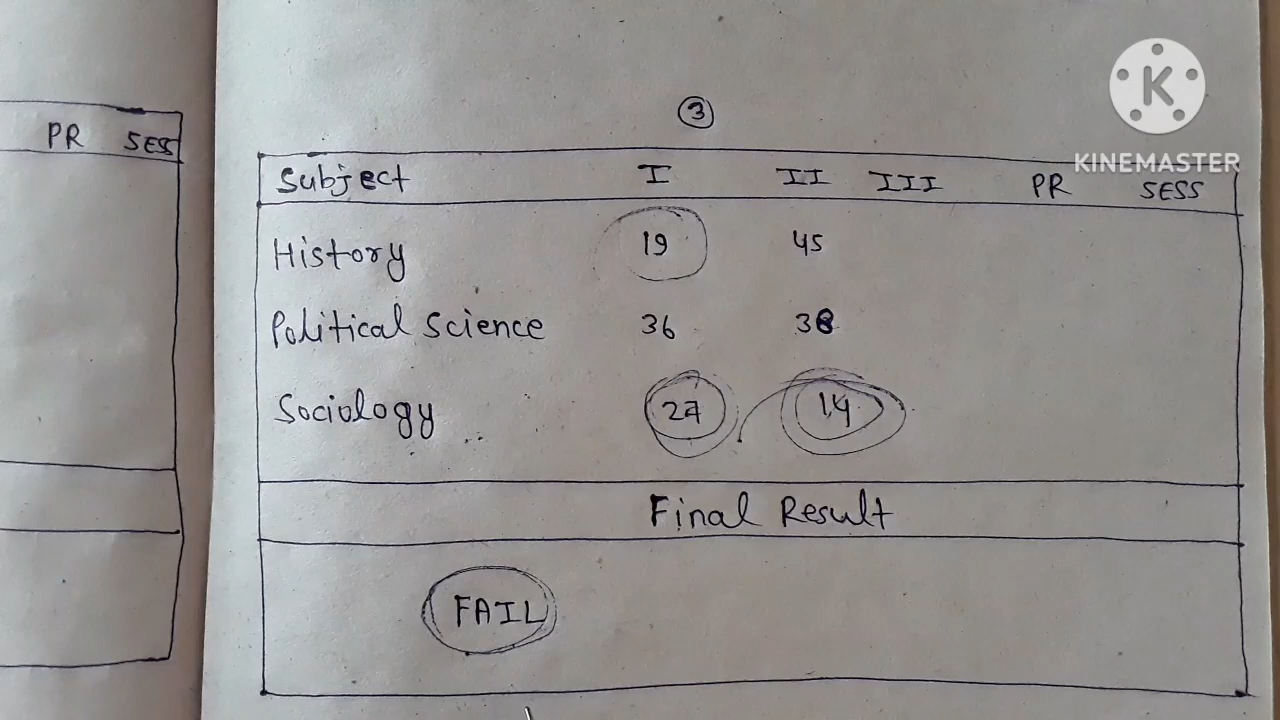 PR SESS
3
Subject I II III PR SESS
History 19 45
Political Science 36 38
Sociology 27 14
Final Result
FAIL
K
KINEMASTER